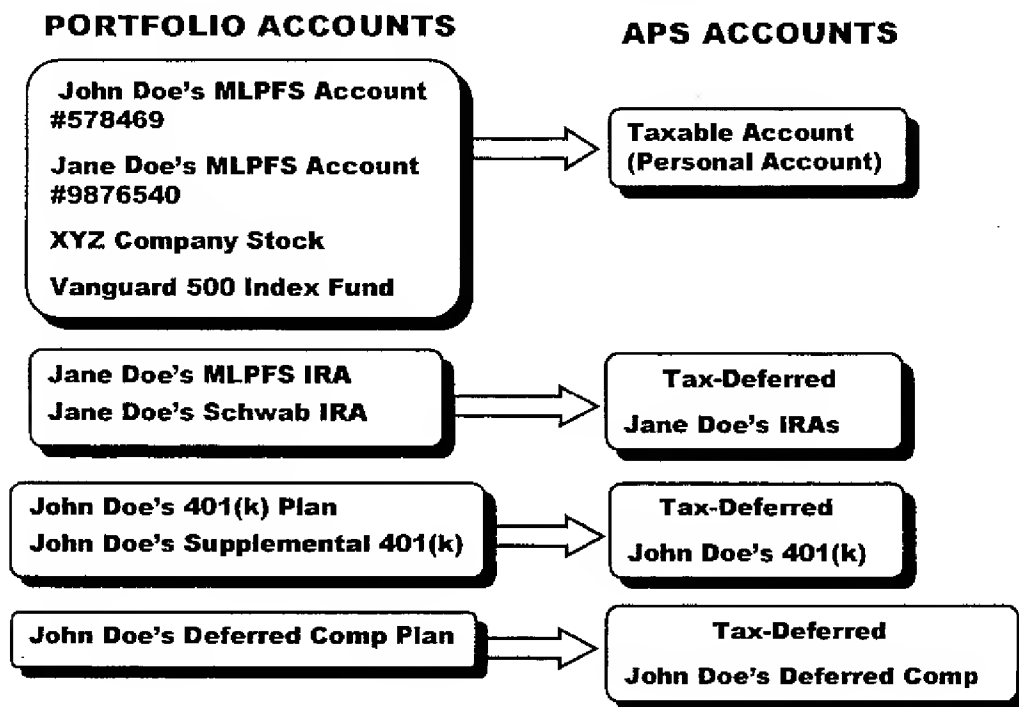 PORTFOLIO ACCOUNTS
APS ACCOUNTS
John Doe's MLPFS Account
#578469
Jane Doe's MLPFS Account
#9876540
XYZ Company Stock
Vanguard 500 Index Fund
Taxable Account
(Personal Account)
Jane Doe's MLPFS IRA
Jane Doe's Schwab IRA
Tax-Deferred
Jane Doe's IRAs
John Doe's 401(k) Plan
John Doe's Supplemental 401(k)
Tax-Deferred
John Doe's 401(k)
John Doe's Deferred Comp Plan
Tax-Deferred
John Doe's Deferred Comp